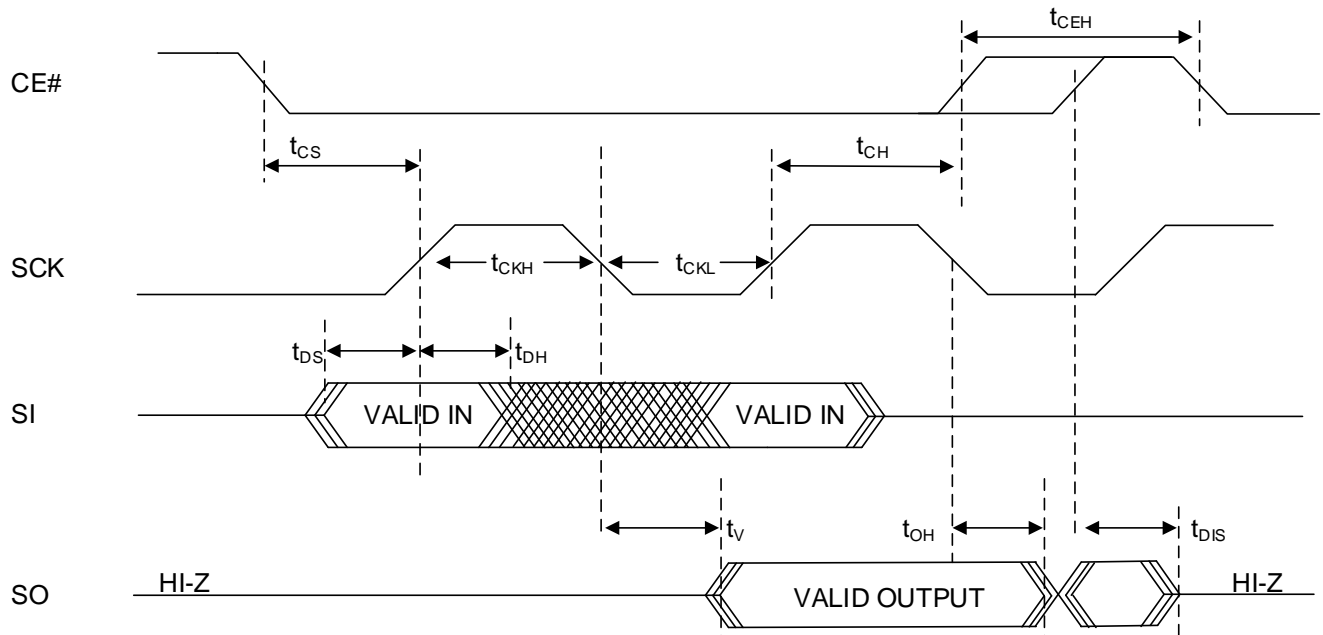 tCEH
CE#
tCS
tCH
SCK
tCKH
tCKL
tDS
tDH
SI
VALID IN
VALID IN
tV
tOH
tDIS
SO
HI-Z
VALID OUTPUT
HI-Z